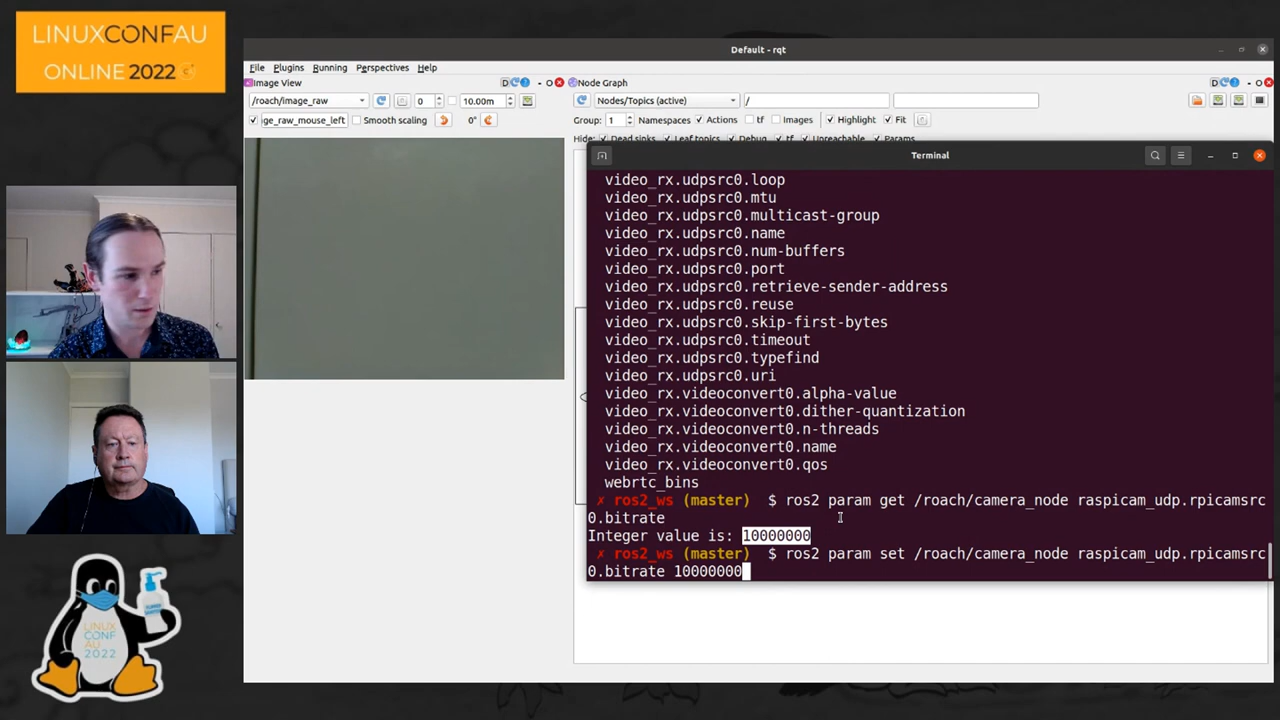 LINUXCONFAU
ONLINE 2022
Default - rqt
File Plugins Running Perspectives Help
Image View
D
- O
Node Graph
D
- O
/roach/image_raw
0
10.00m
Nodes/Topics (active)
/
ge_raw_mouse_left
Smooth scaling
0°
Group: 1 Namespaces Actions tf Images Highlight Fit
Hide: Dead sinks Leaf topics Debug tf Unreachable Params
Terminal
video_rx.udpsrc0.loop
video_rx.udpsrc0.mtu
video_rx.udpsrc0.multicast-group
video_rx.udpsrc0.name
video_rx.udpsrc0.num-buffers
video_rx.udpsrc0.port
video_rx.udpsrc0.retrieve-sender-address
video_rx.udpsrc0.reuse
video_rx.udpsrc0.skip-first-bytes
video_rx.udpsrc0.timeout
video_rx.udpsrc0.typefind
video_rx.udpsrc0.uri
video_rx.videoconvert0.alpha-value
video_rx.videoconvert0.dither-quantization
video_rx.videoconvert0.n-threads
video_rx.videoconvert0.name
video_rx.videoconvert0.qos
webrtc_bins
✗ ros2_ws (master) $ ros2 param get /roach/camera_node raspicam_udp.rpicamsrc
0.bitrate
Integer value is: 10000000
✗ ros2_ws (master) $ ros2 param set /roach/camera_node raspicam_udp.rpicamsrc
0.bitrate 10000000
LINUX
CONF
AU
2022